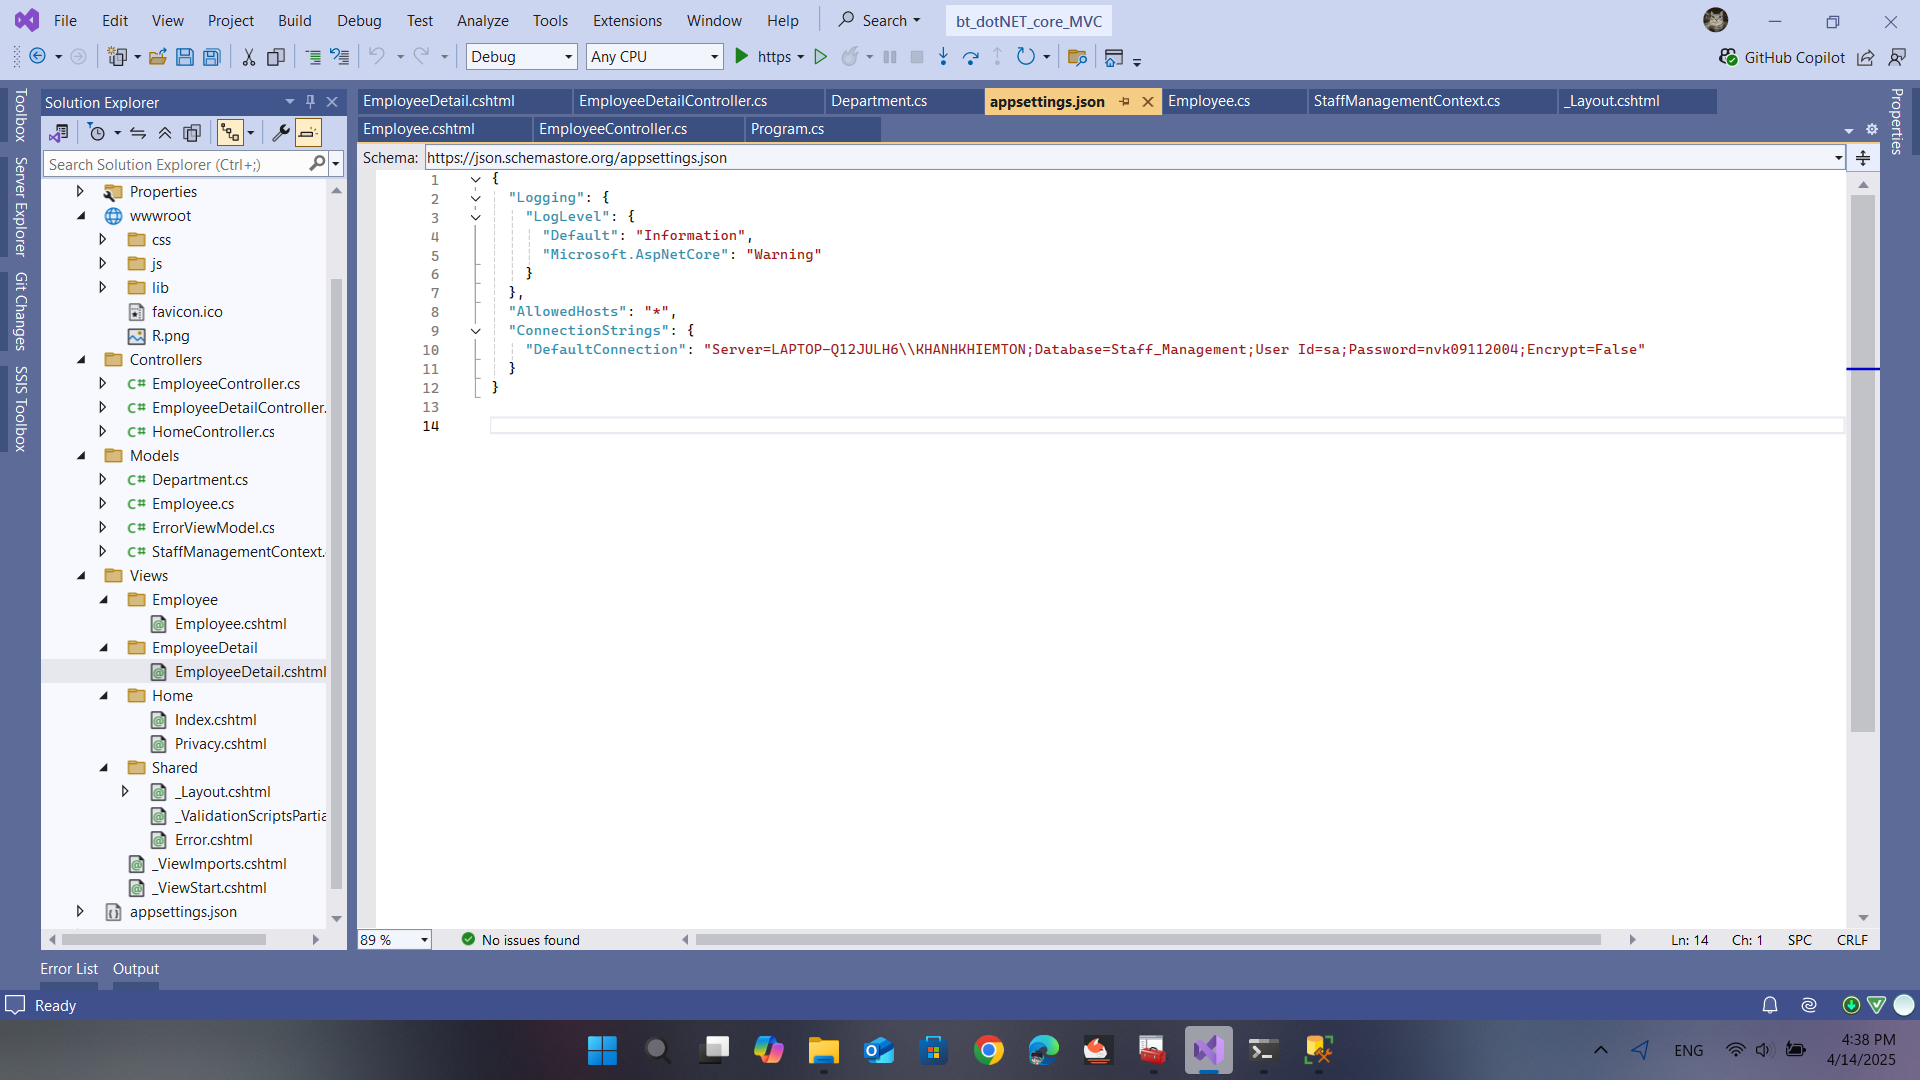 File Edit View Project Build Debug Test Analyze Tools Extensions Window Help Search bt_dotNET_core_MVC
Debug Any CPU https GitHub Copilot
Toolbox
Server Explorer
Git Changes
SSIS Toolbox
Solution Explorer
Search Solution Explorer (Ctrl+;)
Properties
wwwroot
css
js
lib
favicon.ico
R.png
Controllers
C# EmployeeController.cs
C# EmployeeDetailController.
C# HomeController.cs
Models
C# Department.cs
C# Employee.cs
C# ErrorViewModel.cs
C# StaffManagementContext.
Views
Employee
Employee.cshtml
EmployeeDetail
EmployeeDetail.cshtml
Home
Index.cshtml
Privacy.cshtml
Shared
_Layout.cshtml
_ValidationScriptsPartia
Error.cshtml
_ViewImports.cshtml
_ViewStart.cshtml
appsettings.json
EmployeeDetail.cshtml EmployeeDetailController.cs Department.cs appsettings.json Employee.cs StaffManagementContext.cs _Layout.cshtml
Employee.cshtml EmployeeController.cs Program.cs
Schema: https://json.schemastore.org/appsettings.json
1 {
2 "Logging": {
3 "LogLevel": {
4 "Default": "Information",
5 "Microsoft.AspNetCore": "Warning"
6 }
7 },
8 "AllowedHosts": "*",
9 "ConnectionStrings": {
10 "DefaultConnection": "Server=LAPTOP-Q12JULH6\\KHANHKHIEMTON;Database=Staff_Management;User Id=sa;Password=nvk09112004;Encrypt=False"
11 }
12 }
13
14
89 % No issues found Ln: 14 Ch: 1 SPC CRLF
Properties
Error List Output
Ready
ENG
4:38 PM
4/14/2025